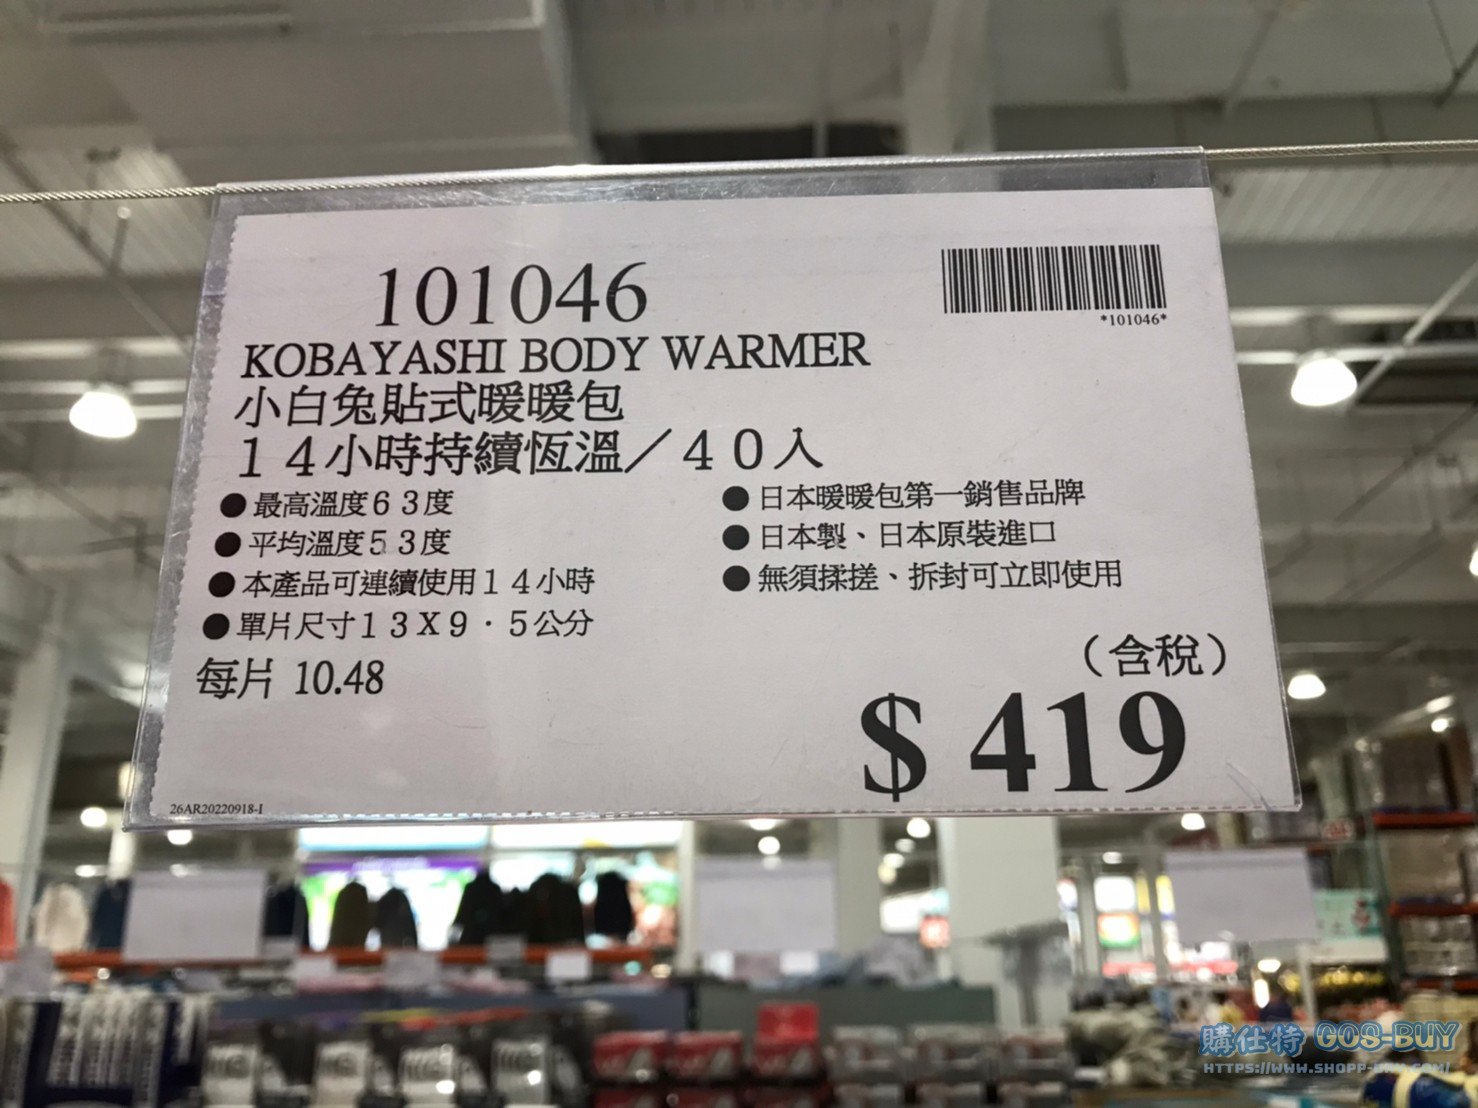 101046
*101046*
KOBAYASHI BODY WARMER
小白兔貼式暖暖包
14小時持續恆溫／40入
●最高溫度63度
●平均溫度53度
●本產品可連續使用14小時
●單片尺寸13X9．5公分
●日本暖暖包第一銷售品牌
●日本製、日本原裝進口
●無須揉搓、拆封可立即使用
每片 10.48
（含稅）
$ 419
26AR20220918-I
購仕特 GOS-BUY